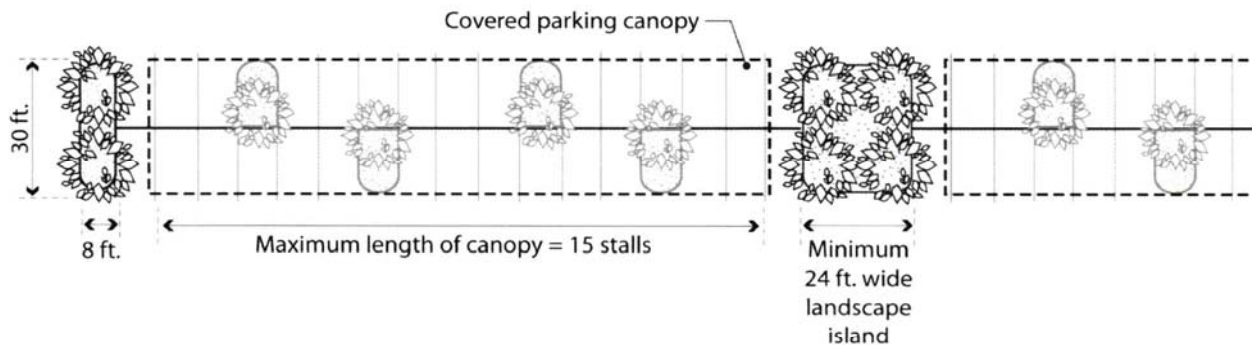 Covered parking canopy
30 ft.
8 ft.
Maximum length of canopy = 15 stalls
Minimum
24 ft. wide
landscape
island